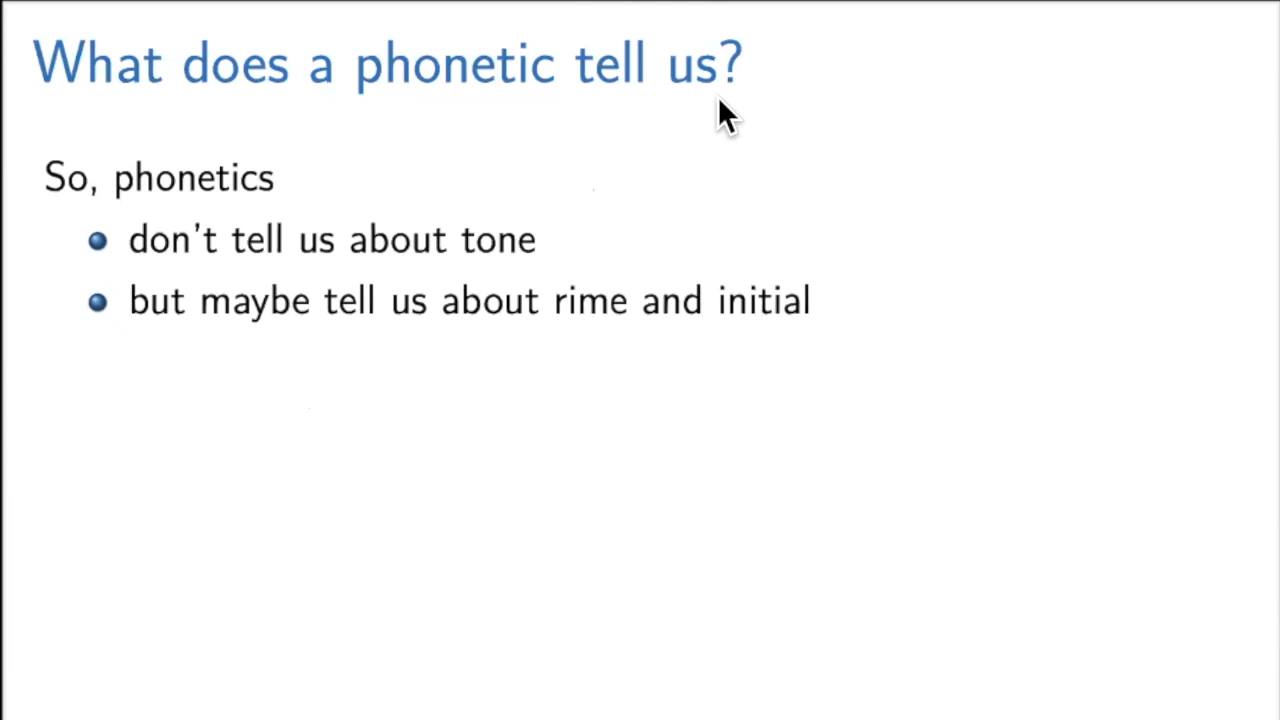 What does a phonetic tell us?
So, phonetics
don't tell us about tone
but maybe tell us about rime and initial